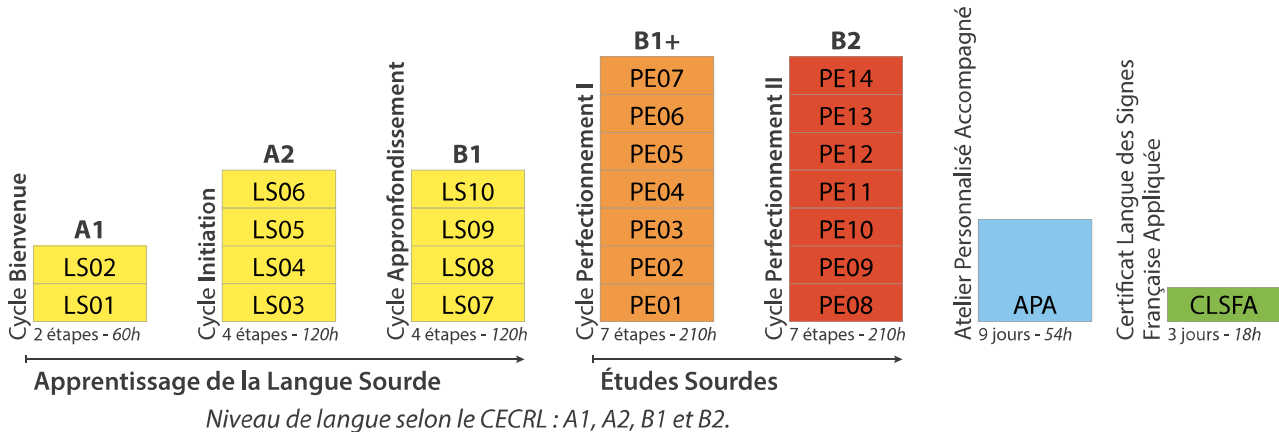 Cycle Bienvenue
A1
LS02
LS01
2 étapes - 60h
Cycle Initiation
A2
LS06
LS05
LS04
LS03
4 étapes - 120h
Cycle Appronfondissement
B1
LS10
LS09
LS08
LS07
4 étapes - 120h
Apprentissage de la Langue Sourde
Cycle Perfectionnement I
B1+
PE07
PE06
PE05
PE04
PE03
PE02
PE01
7 étapes - 210h
Cycle Perfectionnement II
B2
PE14
PE13
PE12
PE11
PE10
PE09
PE08
7 étapes - 210h
Études Sourdes
Atelier Personnalisé Accompagné
APA
9 jours - 54h
Certificat Langue des Signes
Française Appliquée
CLSFA
3 jours - 18h
Niveau de langue selon le CECRL : A1, A2, B1 et B2.